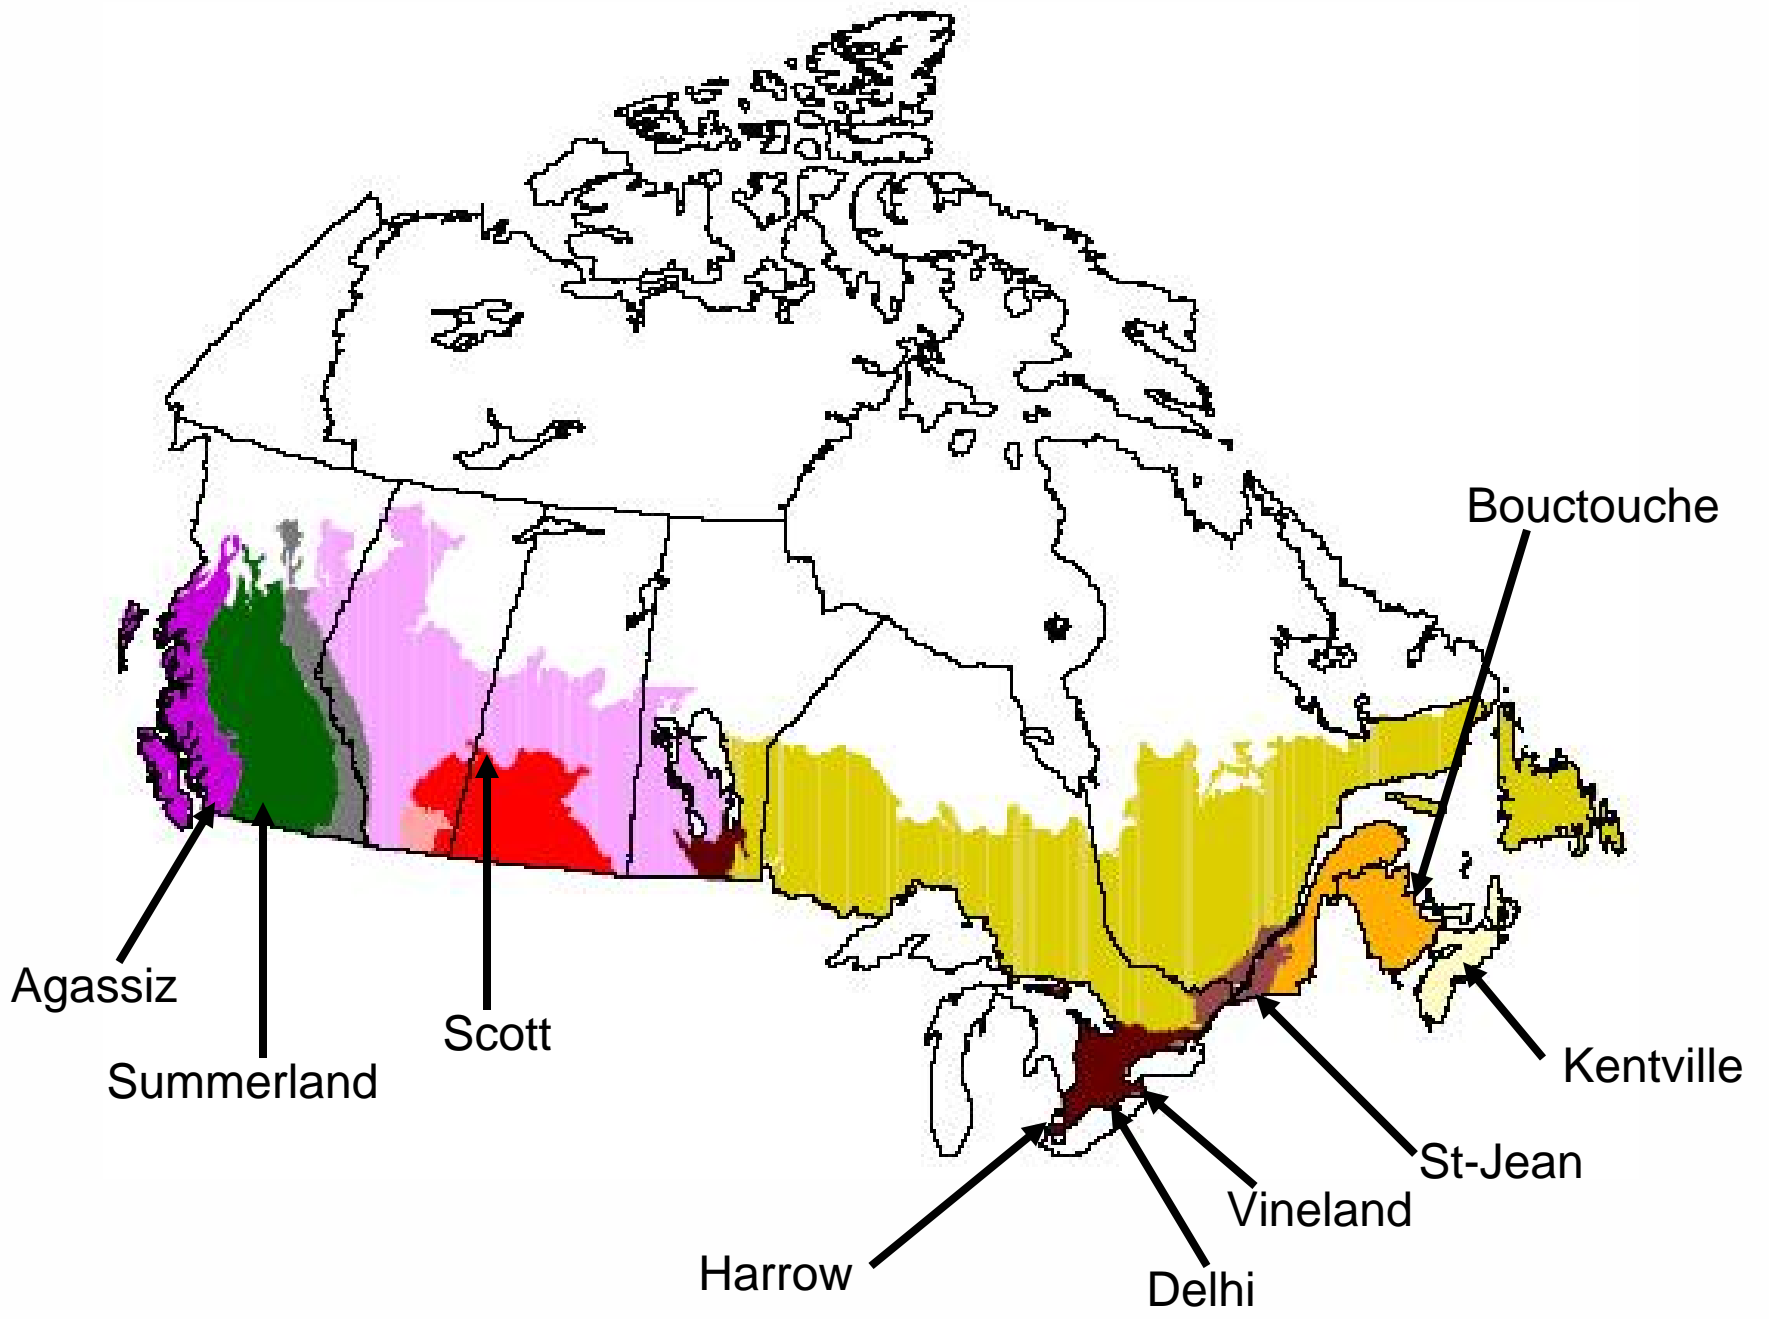 Bouctouche
Agassiz
Scott
Summerland
Kentville
St-Jean
Vineland
Harrow
Delhi